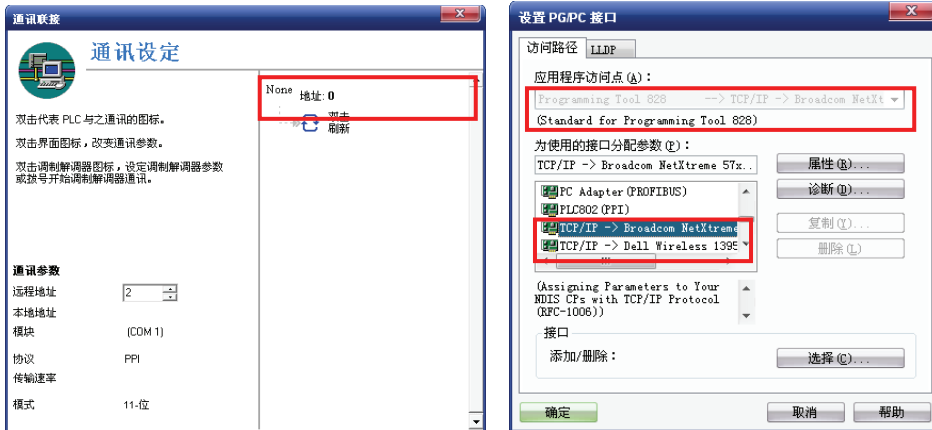 通讯联接
通讯设定
双击代表 PLC 与之通讯的图标。
双击界面图标，改变通讯参数。
双击调制解调器图标，设定调制解调器参数
或拨号开始调制解调器通讯。
通讯参数
远程地址 2
本地地址
模块 (COM 1)
协议 PPI
传输速率
模式 11-位
None 地址: 0
双击
刷新
设置 PG/PC 接口
访问路径 LLDP
应用程序访问点(A)：
Programming Tool 828 --> TCP/IP -> Broadcom NetXt
(Standard for Programming Tool 828)
为使用的接口分配参数(P)：
TCP/IP -> Broadcom NetXtreme 57x.. 属性(R)...
PC Adapter(PROFIBUS) 诊断(D)...
PLC802(PPI)
TCP/IP -> Broadcom NetXtreme 复制(Y)...
TCP/IP -> Dell Wireless 1395 删除(L)
(Assigning Parameters to Your
NDIS CPs with TCP/IP Protocol
(RFC-1006))
接口
添加/删除： 选择(C)...
确定 取消 帮助